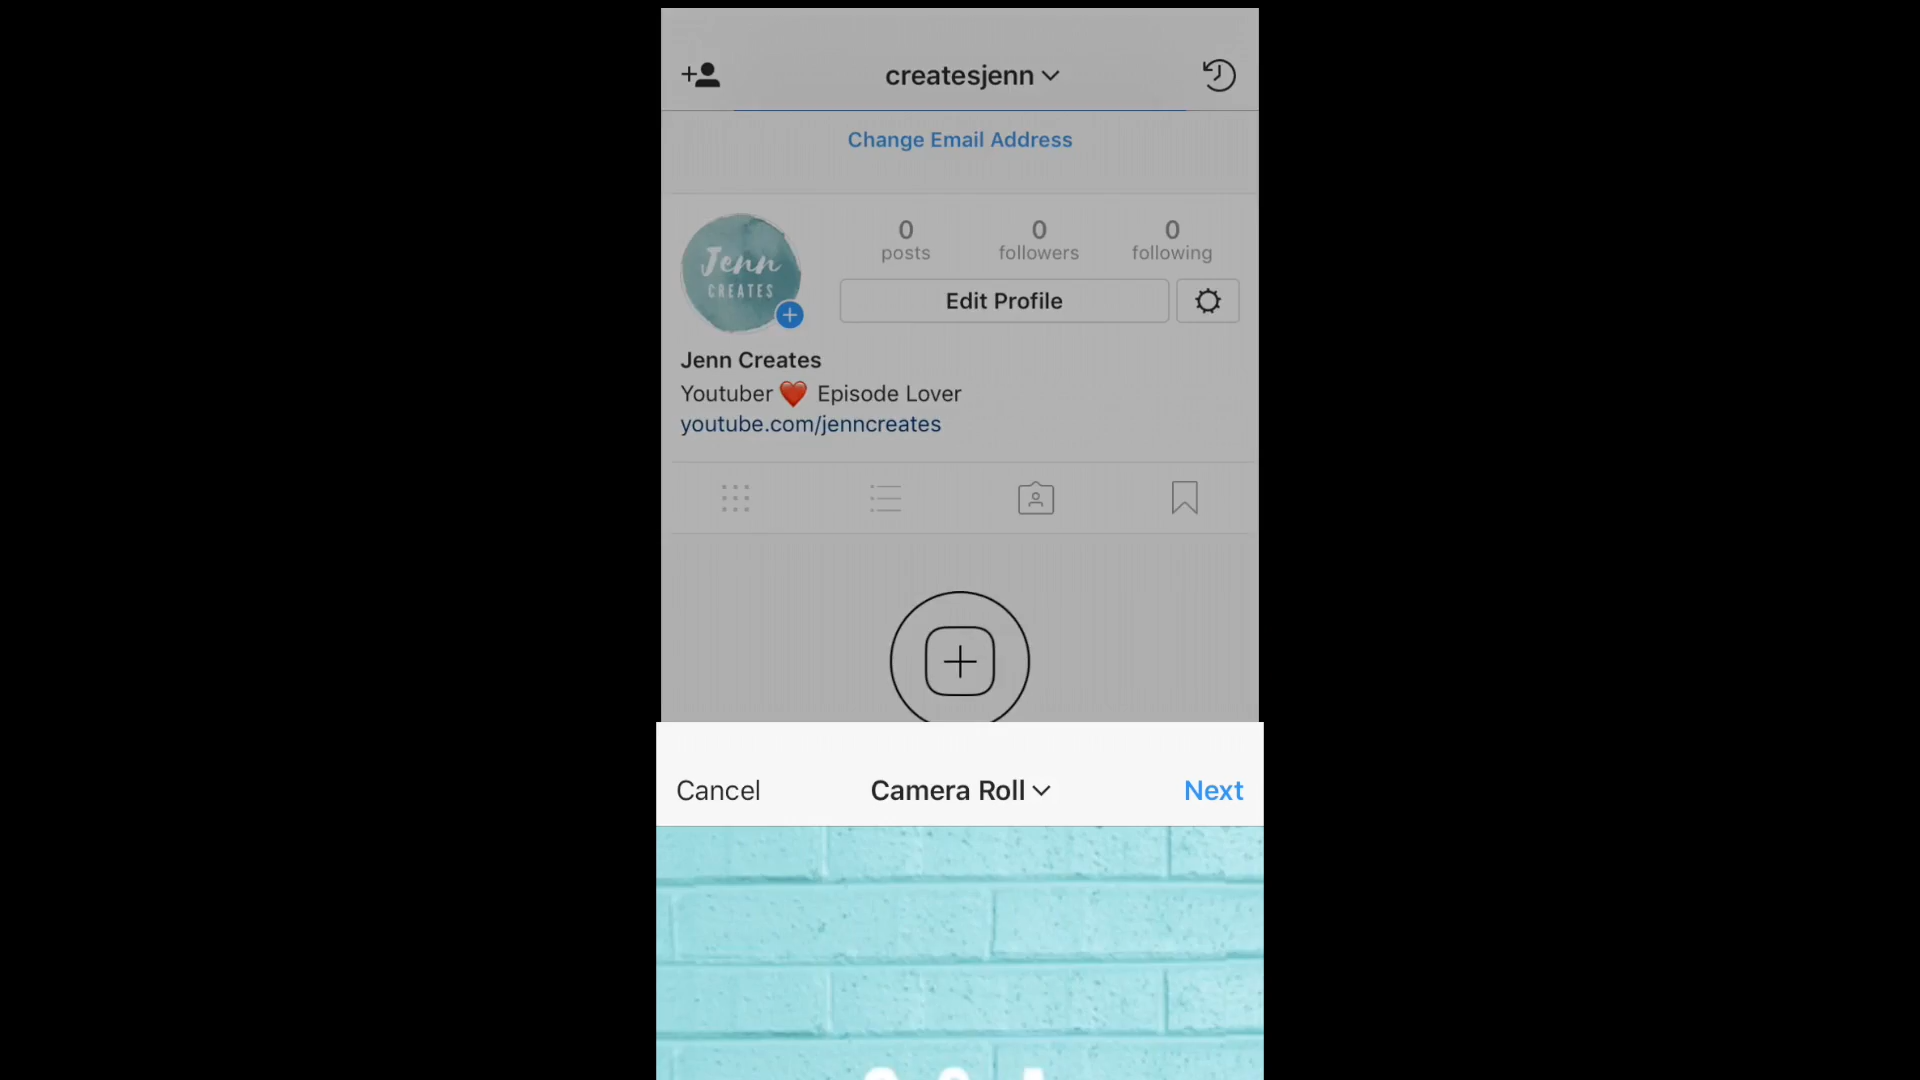 createsjenn
Change Email Address
0 0 0
posts followers following
Jenn
CREATES
Edit Profile
Jenn Creates
Youtuber ❤️ Episode Lover
youtube.com/jenncreates
Cancel Camera Roll Next